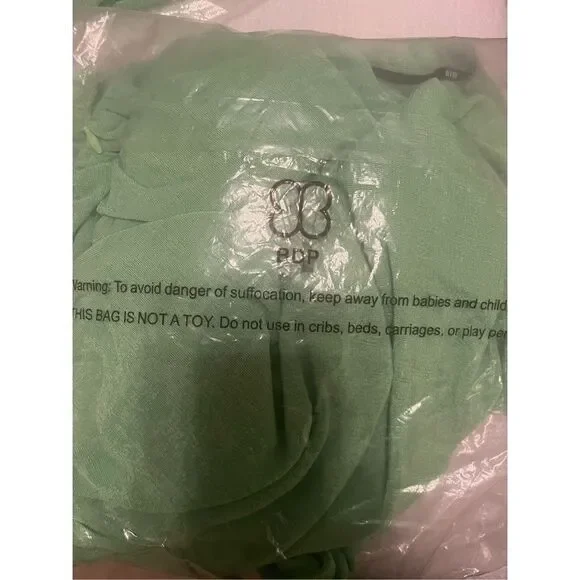 PDP
Warning: To avoid danger of suffocation, keep away from babies and child
THIS BAG IS NOT A TOY. Do not use in cribs, beds, carriages, or play pe